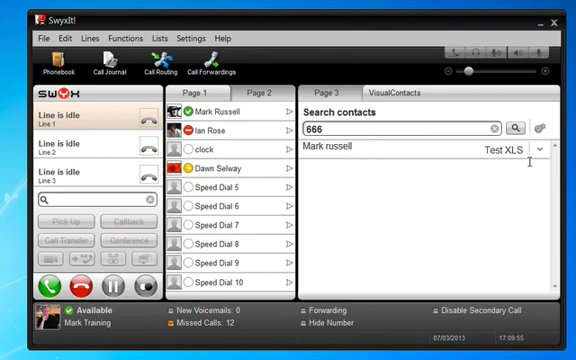 SwyxIt!
File Edit Lines Functions Lists Settings Help
Phonebook Call Journal Call Routing Call Forwardings
swyx
Line is idle
Line 1
Line is idle
Line 2
Line is idle
Line 3
Pick Up Callback
Call Transfer Conference
Page 1 Page 2
Mark Russell
Ian Rose
clock
Dawn Selway
Speed Dial 5
Speed Dial 6
Speed Dial 7
Speed Dial 8
Speed Dial 9
Speed Dial 10
Page 3 VisualContacts
Search contacts
666
Mark russell Test XLS
Available New Voicemails: 0 Forwarding Disable Secondary Call
Mark Training Missed Calls: 12 Hide Number
07/03/2013 17:09:55